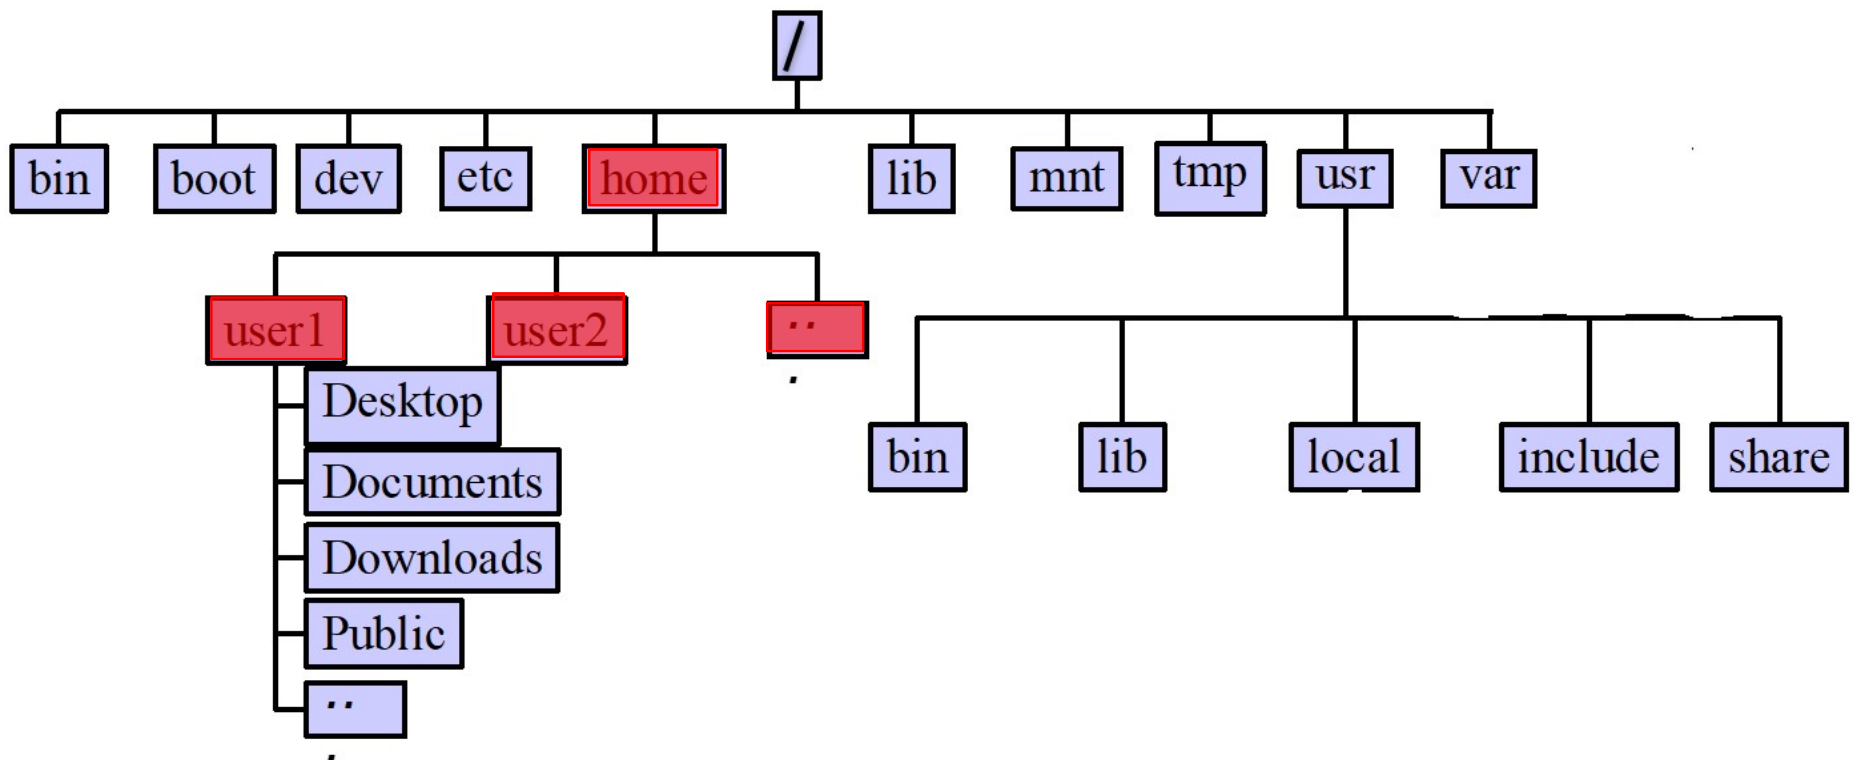 /
bin boot dev etc home lib mnt tmp usr var
user1 user2 ..
.
Desktop
Documents
bin lib local include share
Downloads
Public
..
.